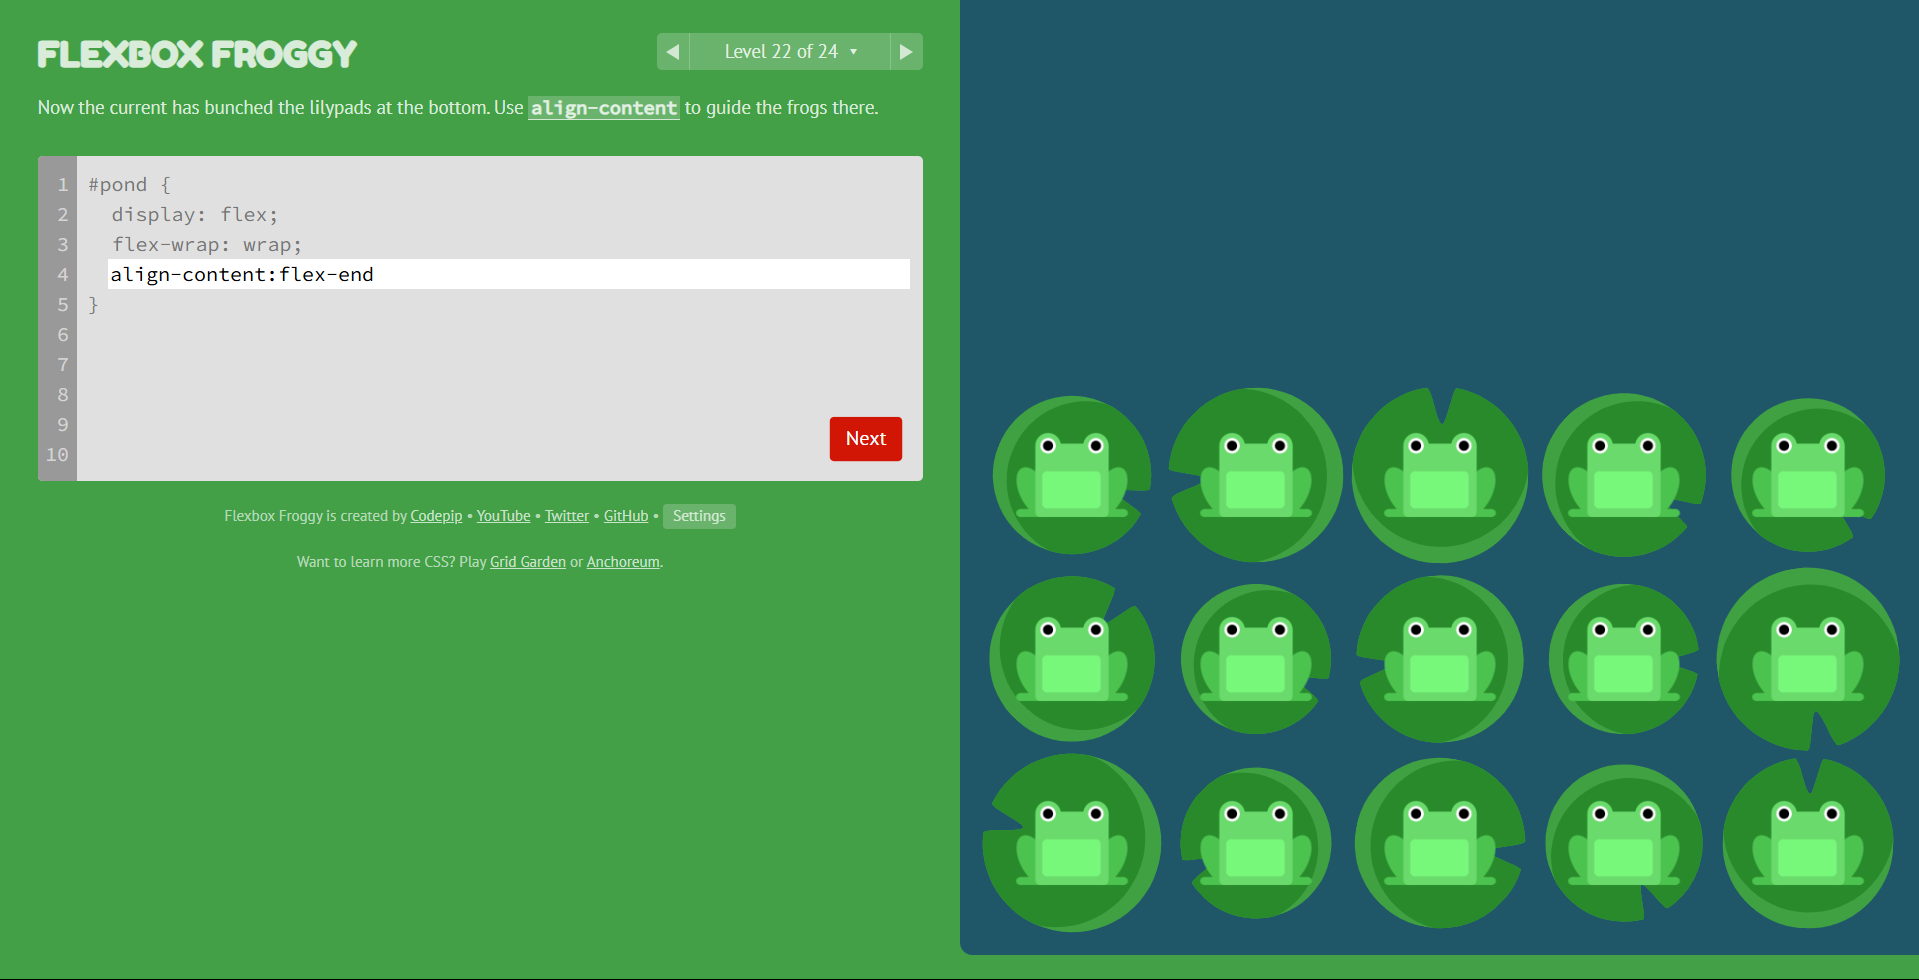 FLEXBOX FROGGY
◀ Level 22 of 24 ▾ ▶
Now the current has bunched the lilypads at the bottom. Use align-content to guide the frogs there.
1 #pond {
2 display: flex;
3 flex-wrap: wrap;
4 align-content:flex-end
5 }
6
7
8
9
10
Next
Flexbox Froggy is created by Codepip • YouTube • Twitter • GitHub • Settings
Want to learn more CSS? Play Grid Garden or Anchoreum.